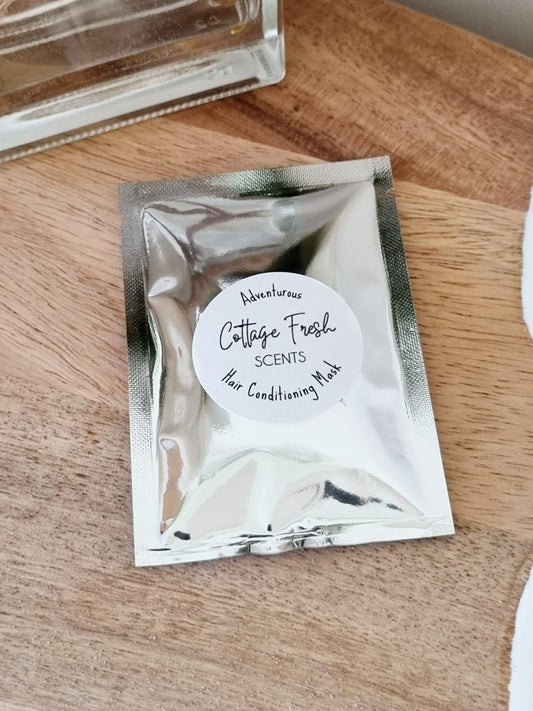 Adventurous
Cottage Fresh
SCENTS
Hair Conditioning Mask